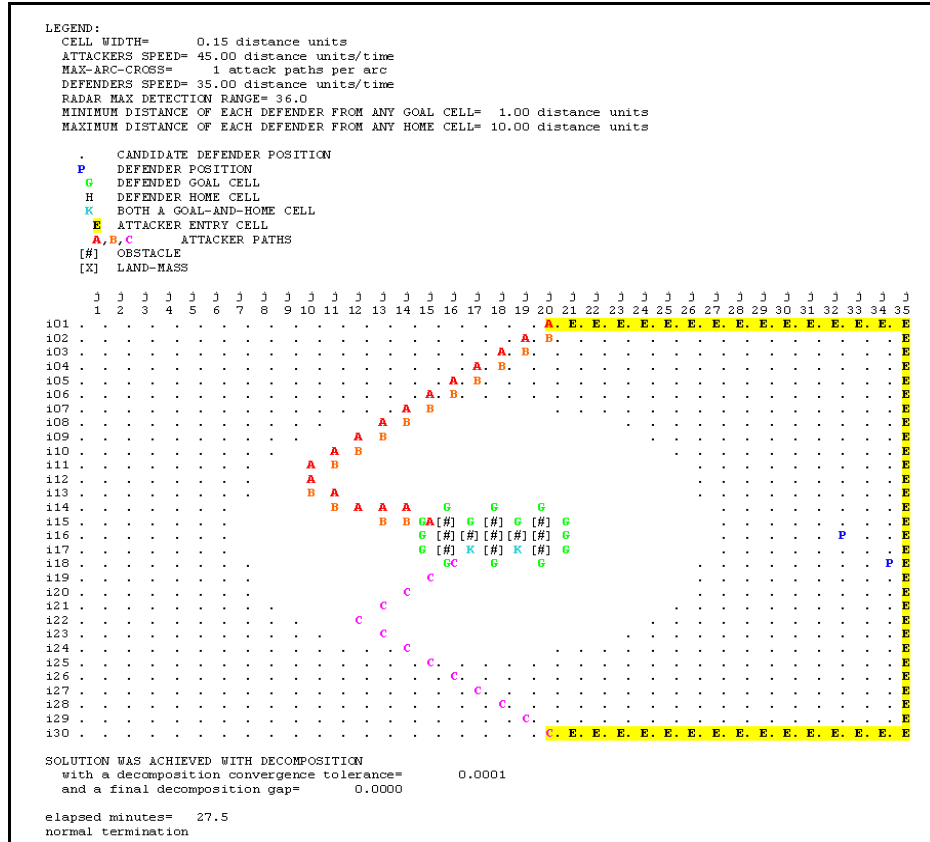 LEGEND:
CELL WIDTH= 0.15 distance units
ATTACKERS SPEED= 45.00 distance units/time
MAX-ARC-CROSS= 1 attack paths per arc
DEFENDERS SPEED= 35.00 distance units/time
RADAR MAX DETECTION RANGE= 36.0
MINIMUM DISTANCE OF EACH DEFENDER FROM ANY GOAL CELL= 1.00 distance units
MAXIMUM DISTANCE OF EACH DEFENDER FROM ANY HOME CELL= 10.00 distance units
. CANDIDATE DEFENDER POSITION
P DEFENDER POSITION
G DEFENDED GOAL CELL
H DEFENDER HOME CELL
K BOTH A GOAL-AND-HOME CELL
E ATTACKER ENTRY CELL
A,B,C ATTACKER PATHS
[#] OBSTACLE
[X] LAND-MASS
j j j j j j j j j j j j j j j j j j j j j j j j j j j j j j j j j j j
1 2 3 4 5 6 7 8 9 10 11 12 13 14 15 16 17 18 19 20 21 22 23 24 25 26 27 28 29 30 31 32 33 34 35
i01 . . . . . . . . . . . . . . . . . . . . A. E. E. E. E. E. E. E. E. E. E. E. E. E. E. E
i02 . . . . . . . . . . . . . . . . . . . A. B . . . . . . . . . . . . . . . E
i03 . . . . . . . . . . . . . . . . . . A. B. . . . . . . . . . . . . . . . E
i04 . . . . . . . . . . . . . . . . . A. B. . . . . . . . . . . . . . . . . E
i05 . . . . . . . . . . . . . . . . A. B. . . . . . . . . . . . . . . . . . E
i06 . . . . . . . . . . . . . . . A. B. . . . . . . . . . . . . . . . . . . E
i07 . . . . . . . . . . . . . . A B . . . . . . . . . . . . . . . E
i08 . . . . . . . . . . . . A B . . . . . . . . . . . . E
i09 . . . . . . . . . . A B . . . . . . . . . . . . E
i10 . . . . . . . . . A B . . . . . . . . . . E
i11 . . . . . . . . . A B . . . . . . . . . . E
i12 . . . . . . . . . A . . . . . . . . . . E
i13 . . . . . . . . . B A . . . . . . . . . . E
i14 . . . . . . . . B A A A G G G . . . . . . . . . E
i15 . . . . . . . . B B G A[#] G [#] G [#] G . . . . . . . . . E
i16 . . . . . . . . G [#][#][#][#][#] G . . . . . . P . . E
i17 . . . . . . . . G [#] K [#] K [#] G . . . . . . . . . E
i18 . . . . . . . . GC G G . . . . . . . . P E
i19 . . . . . . . . C . . . . . . . . . E
i20 . . . . . . . . C . . . . . . . . . E
i21 . . . . . . . . . C . . . . . . . . . . E
i22 . . . . . . . . . . C . . . . . . . . . . E
i23 . . . . . . . . . . . C . . . . . . . . . . . . E
i24 . . . . . . . . . . . . . . C . . . . . . . . . . . . . . . E
i25 . . . . . . . . . . . . . . . C. . . . . . . . . . . . . . . . . . . . E
i26 . . . . . . . . . . . . . . . . C. . . . . . . . . . . . . . . . . . . E
i27 . . . . . . . . . . . . . . . . . C. . . . . . . . . . . . . . . . . . E
i28 . . . . . . . . . . . . . . . . . . C. . . . . . . . . . . . . . . . . E
i29 . . . . . . . . . . . . . . . . . . . C. . . . . . . . . . . . . . . . E
i30 . . . . . . . . . . . . . . . . . . . . C. E. E. E. E. E. E. E. E. E. E. E. E. E. E. E
SOLUTION WAS ACHIEVED WITH DECOMPOSITION
with a decomposition convergence tolerance= 0.0001
and a final decomposition gap= 0.0000
elapsed minutes= 27.5
normal termination